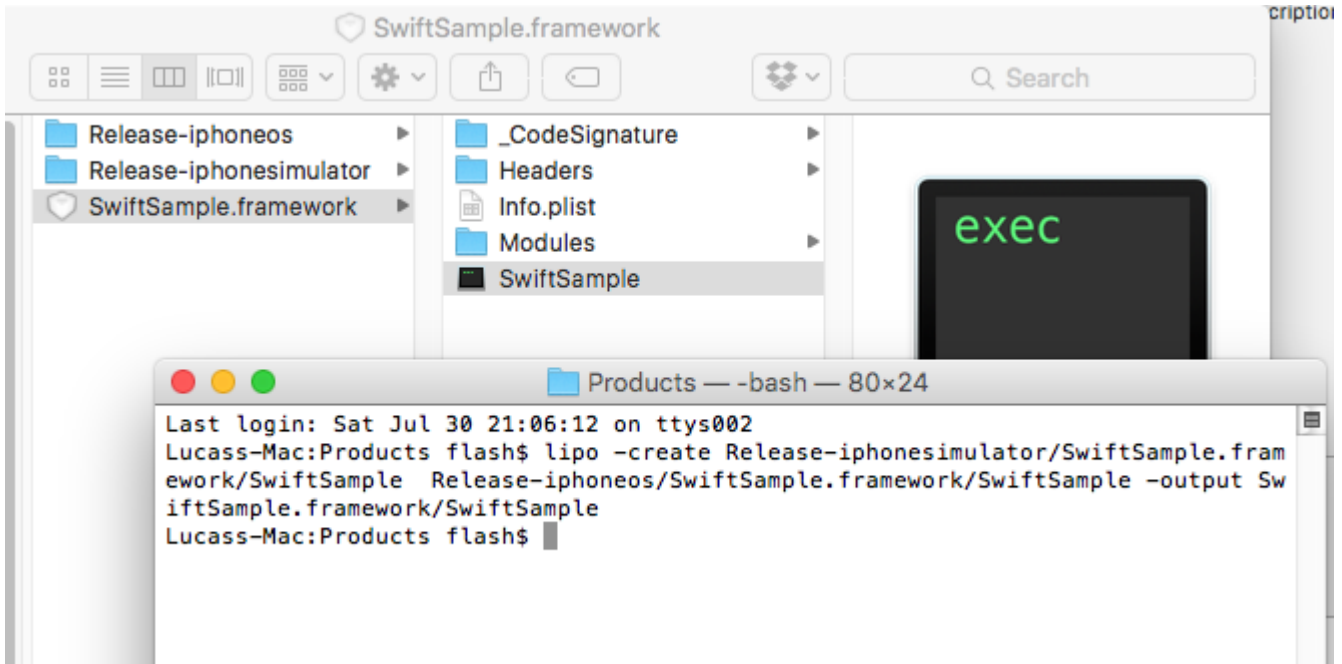 SwiftSample.framework
cription
Search
Release-iphoneos
Release-iphonesimulator
SwiftSample.framework
_CodeSignature
Headers
Info.plist
Modules
SwiftSample
exec
Products — -bash — 80×24
Last login: Sat Jul 30 21:06:12 on ttys002
Lucass-Mac:Products flash$ lipo -create Release-iphonesimulator/SwiftSample.fram
ework/SwiftSample  Release-iphoneos/SwiftSample.framework/SwiftSample -output Sw
iftSample.framework/SwiftSample
Lucass-Mac:Products flash$